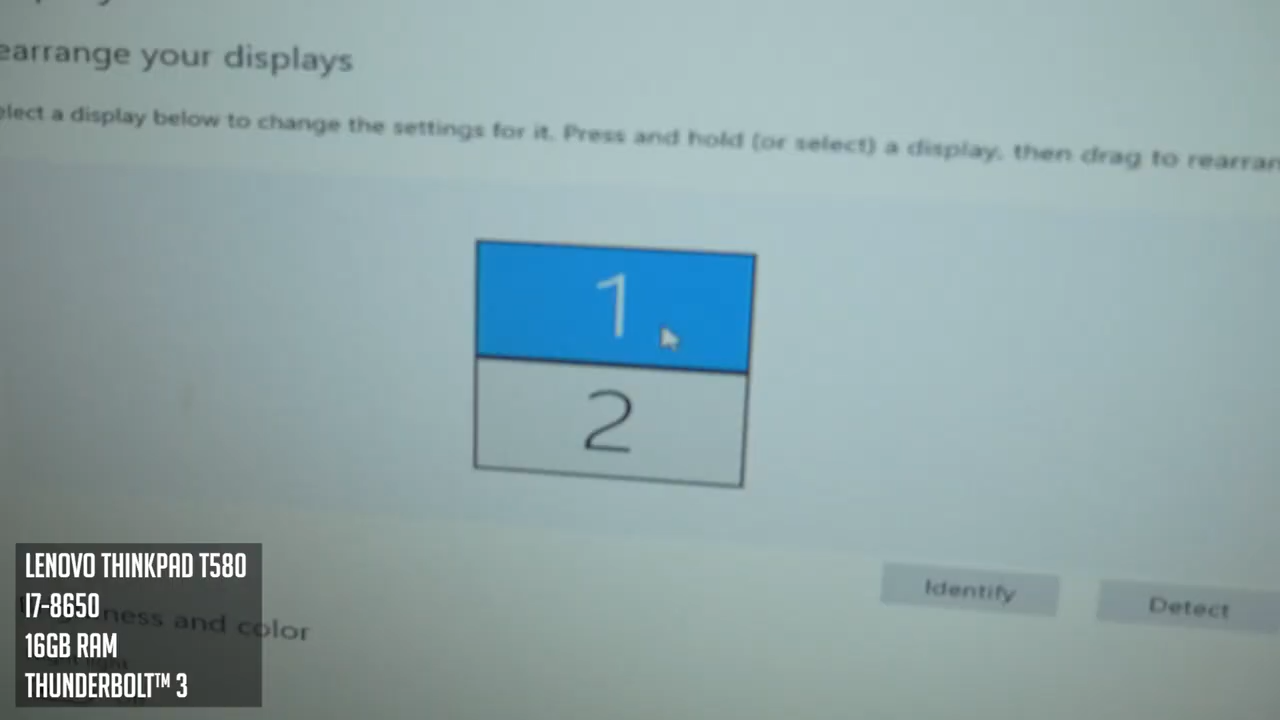 earrange your displays
elect a display below to change the settings for it. Press and hold (or select) a display, then drag to rearran
1
2
Identify
Detect
ness and color
LENOVO THINKPAD T580
I7-8650
16GB RAM
THUNDERBOLT™ 3